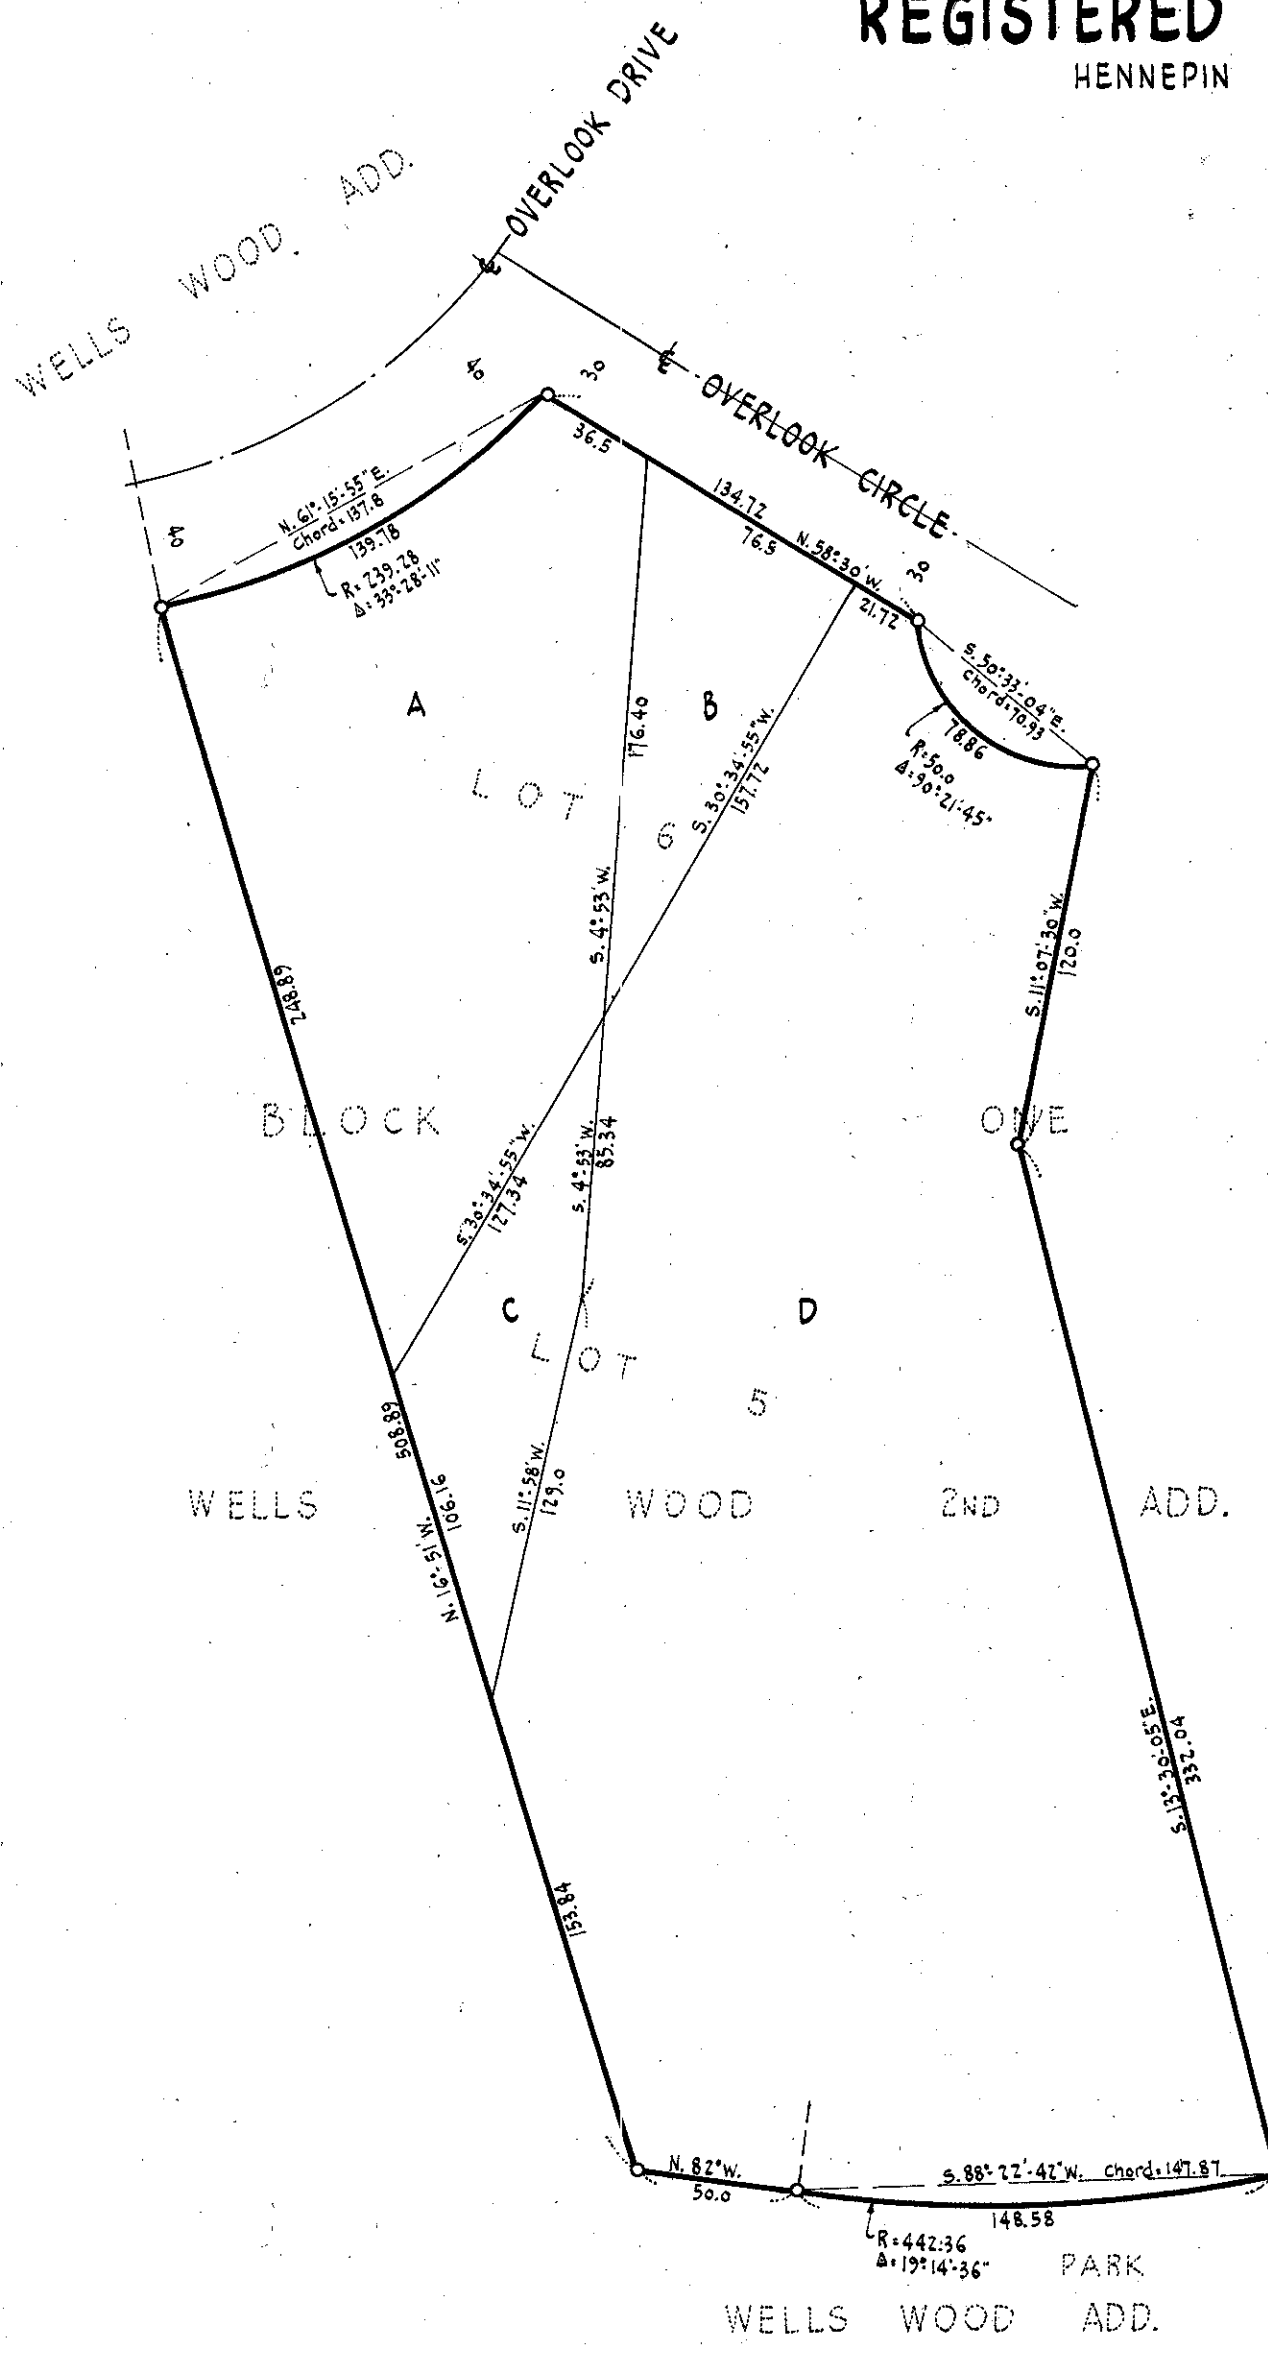 REGISTERED
HENNEPIN
OVERLOOK DRIVE
WELLS WOOD ADD.
40
30
OVERLOOK CIRCLE
36.5
N. 61°-15'-55"E.
Chord=137.8
139.78
R=239.28
Δ=33°-28'-11"
40
134.72
76.5
N. 58°-30' W.
30
21.72
S. 50°-33'-04"E.
Chord=70.93
78.86
R=50.0
Δ=90°-21'-45"
A
B
176.40
S. 30°-34'-55"W.
157.72
LOT 6
S. 4°-53' W.
S. 11°-07'-30"W.
120.0
248.89
BLOCK ONE
S. 30°-34'-55"W.
127.34
S. 4°-53' W.
85.34
C
D
LOT 5
508.89
N. 16°-51' W.
106.16
S. 11°-58' W.
129.0
WELLS WOOD 2ND ADD.
S. 13°-30'-05"E.
332.04
153.84
N. 82° W.
50.0
S. 88°-22'-42"W. Chord=147.87
148.58
R=442.36
Δ=19°-14'-36"
PARK
WELLS WOOD ADD.